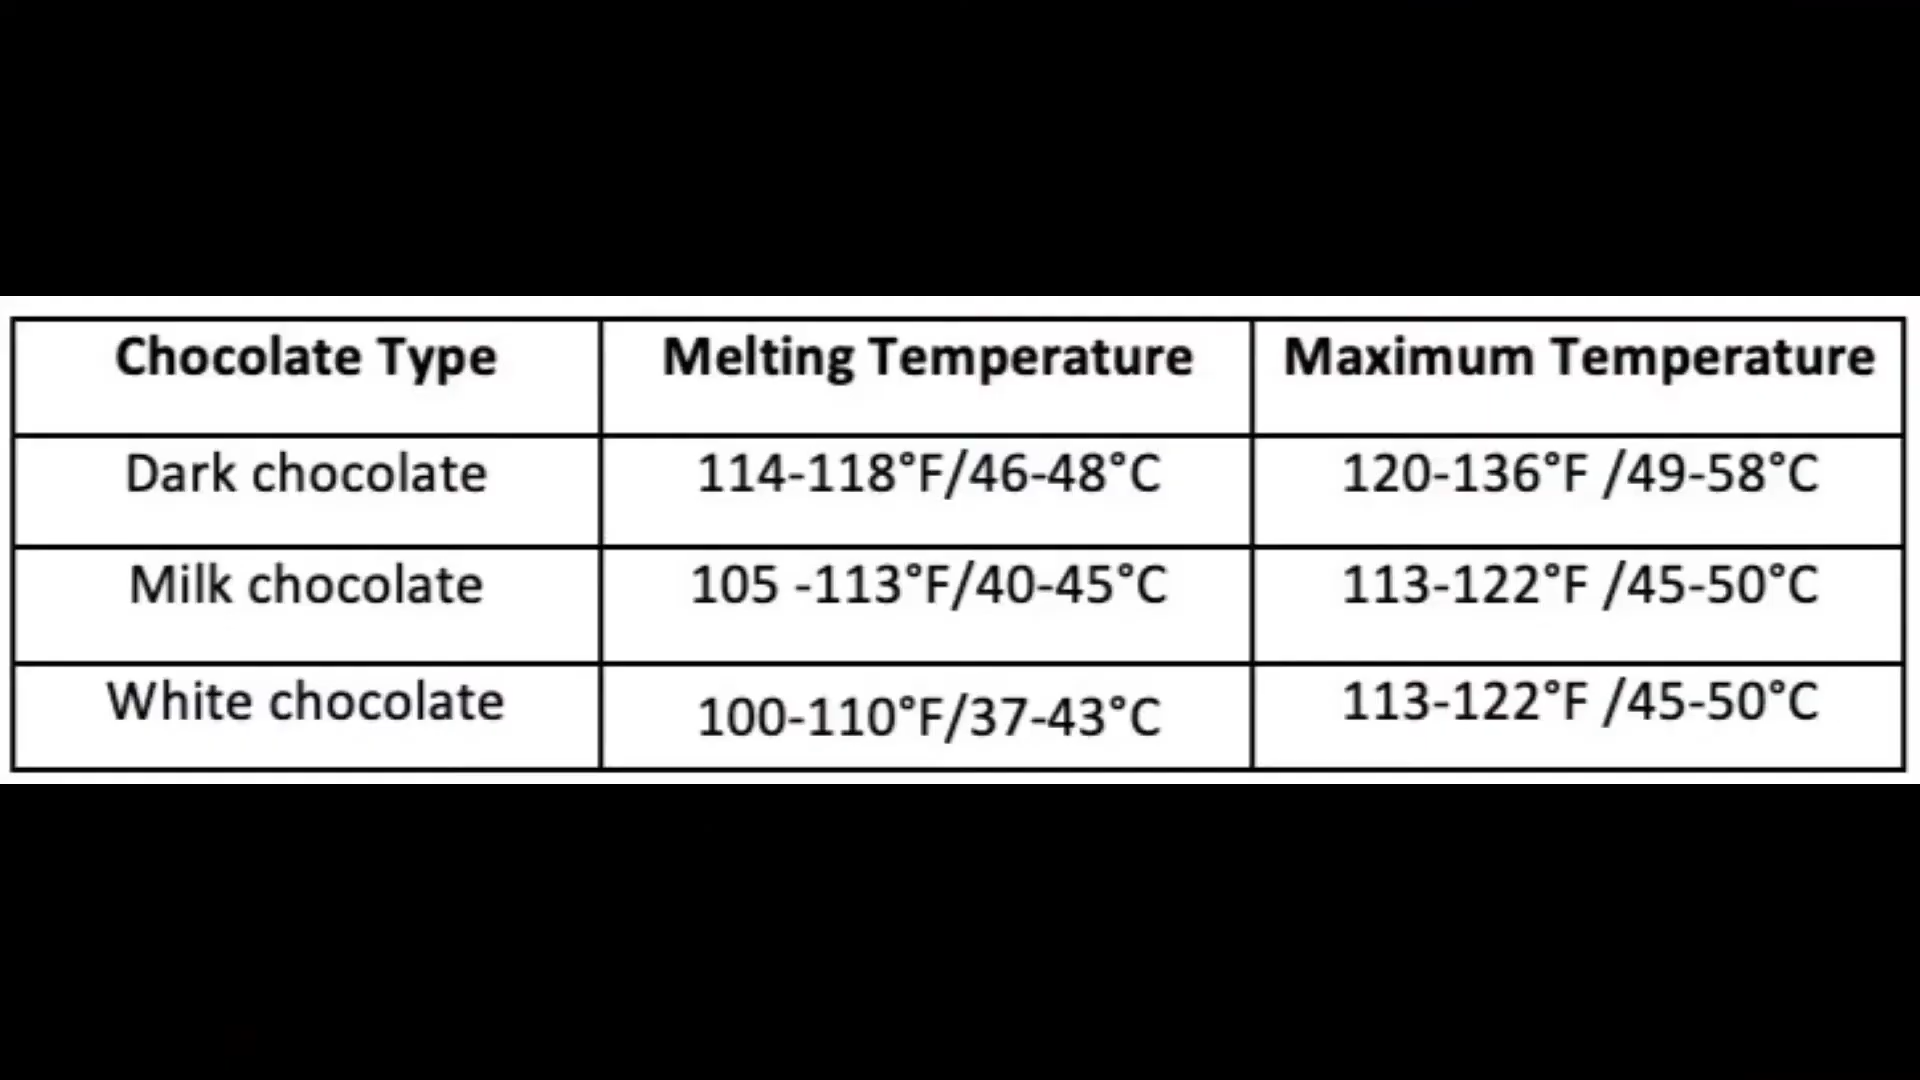 Chocolate Type Melting Temperature Maximum Temperature
Dark chocolate 114-118°F/46-48°C 120-136°F /49-58°C
Milk chocolate 105 -113°F/40-45°C 113-122°F /45-50°C
White chocolate 100-110°F/37-43°C 113-122°F /45-50°C